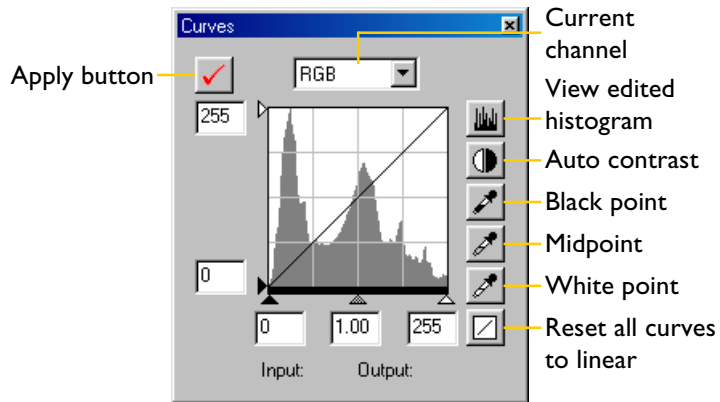 Curves
Current
channel
Apply button
RGB
View edited
histogram
255
Auto contrast
Black point
Midpoint
0
White point
0
1.00
255
Reset all curves
to linear
Input:
Output: